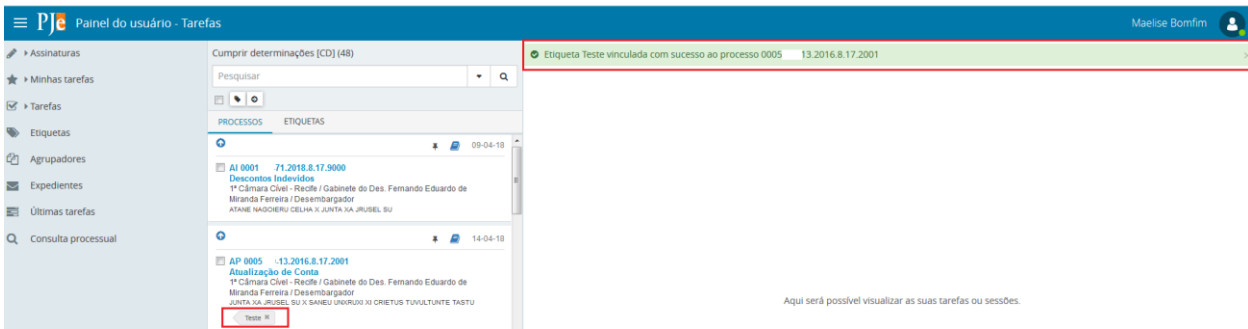 PJe Painel do usuário - Tarefas
Maelise Bomfim
Assinaturas
Minhas tarefas
Tarefas
Etiquetas
Agrupadores
Expedientes
Últimas tarefas
Consulta processual
Cumprir determinações [CD] (48)
Pesquisar
PROCESSOS ETIQUETAS
09-04-18
AI 0001 71.2018.8.17.9000
Descontos Indevidos
1ª Câmara Cível - Recife / Gabinete do Des. Fernando Eduardo de
Miranda Ferreira / Desembargador
ATANE NAGOIERU CELHA X JUNTA XA JRUSEL SU
14-04-18
AP 0005 13.2016.8.17.2001
Atualização de Conta
1ª Câmara Cível - Recife / Gabinete do Des. Fernando Eduardo de
Miranda Ferreira / Desembargador
JUNTA XA JRUSEL SU X SANEU UNXRUXI XI CRIETUS TUVULTUNTE TASTU
Teste ×
Etiqueta Teste vinculada com sucesso ao processo 0005 13.2016.8.17.2001
Aqui será possível visualizar as suas tarefas ou sessões.